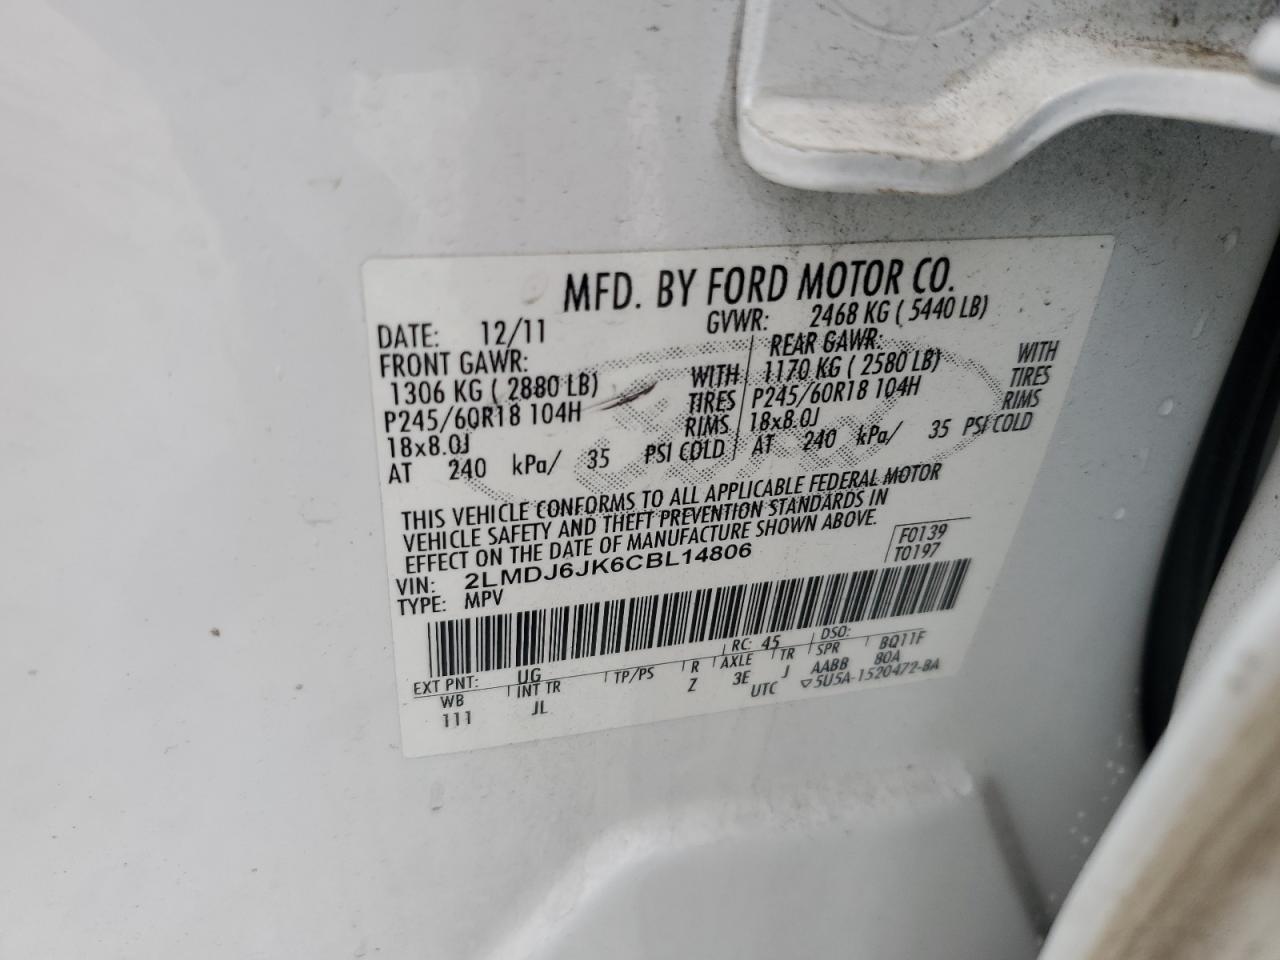 MFD. BY FORD MOTOR CO.
DATE: 12/11 GVWR: 2468 KG ( 5440 LB)
FRONT GAWR: REAR GAWR:
1306 KG ( 2880 LB) WITH 1170 KG ( 2580 LB) WITH
P245/60R18 104H TIRES P245/60R18 104H TIRES
18x8.0J RIMS 18x8.0J RIMS
AT 240 kPa/ 35 PSI COLD AT 240 kPa/ 35 PSI COLD
THIS VEHICLE CONFORMS TO ALL APPLICABLE FEDERAL MOTOR
VEHICLE SAFETY AND THEFT PREVENTION STANDARDS IN
EFFECT ON THE DATE OF MANUFACTURE SHOWN ABOVE.
F0139
T0197
VIN: 2LMDJ6JK6CBL14806
TYPE: MPV
EXT PNT: UG RC: 45 DSO: BQ11F
WB INT TR TP/PS R AXLE TR SPR 80A
111 JL Z 3E J AABB
UTC ▽5U5A-1520472-BA